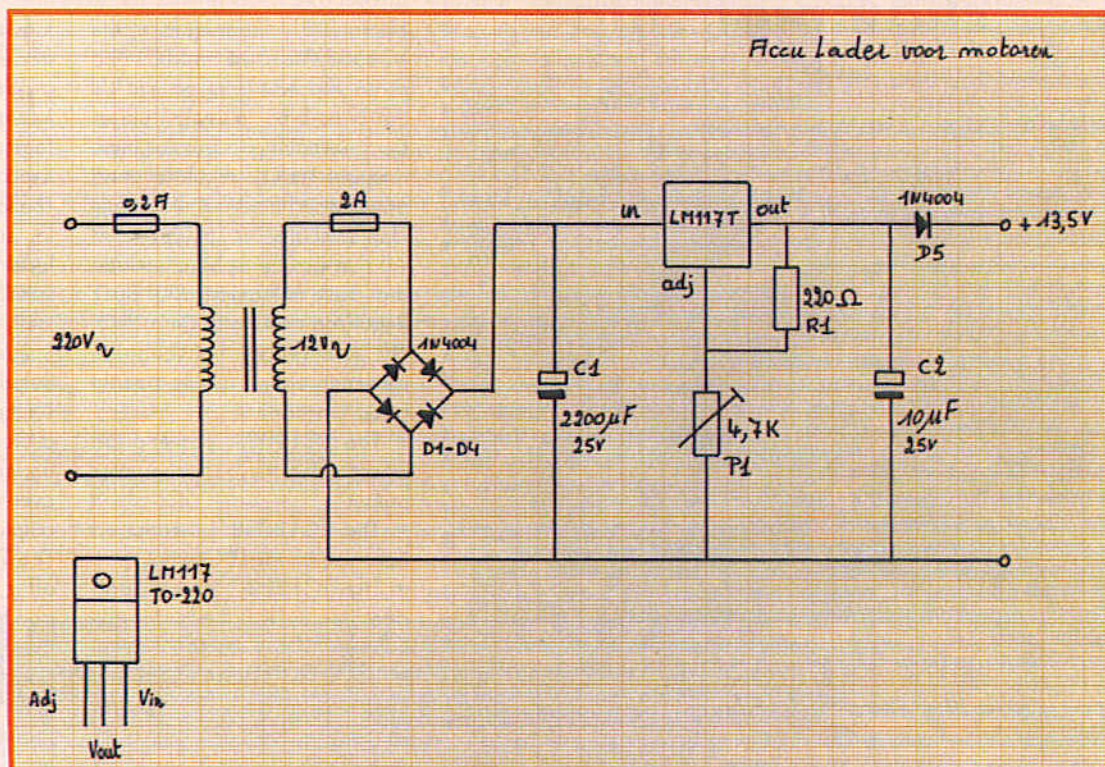 Accu Lader voor motoren
0,2A
2A
in
LM117T
out
1N4004
+ 13,5V
D5
adj
220Ω
R1
220V~
12V~
1N4004
D1-D4
C1
2200µF
25V
4,7K
P1
C2
10µF
25V
LM117
TO-220
Adj
Vin
Vout